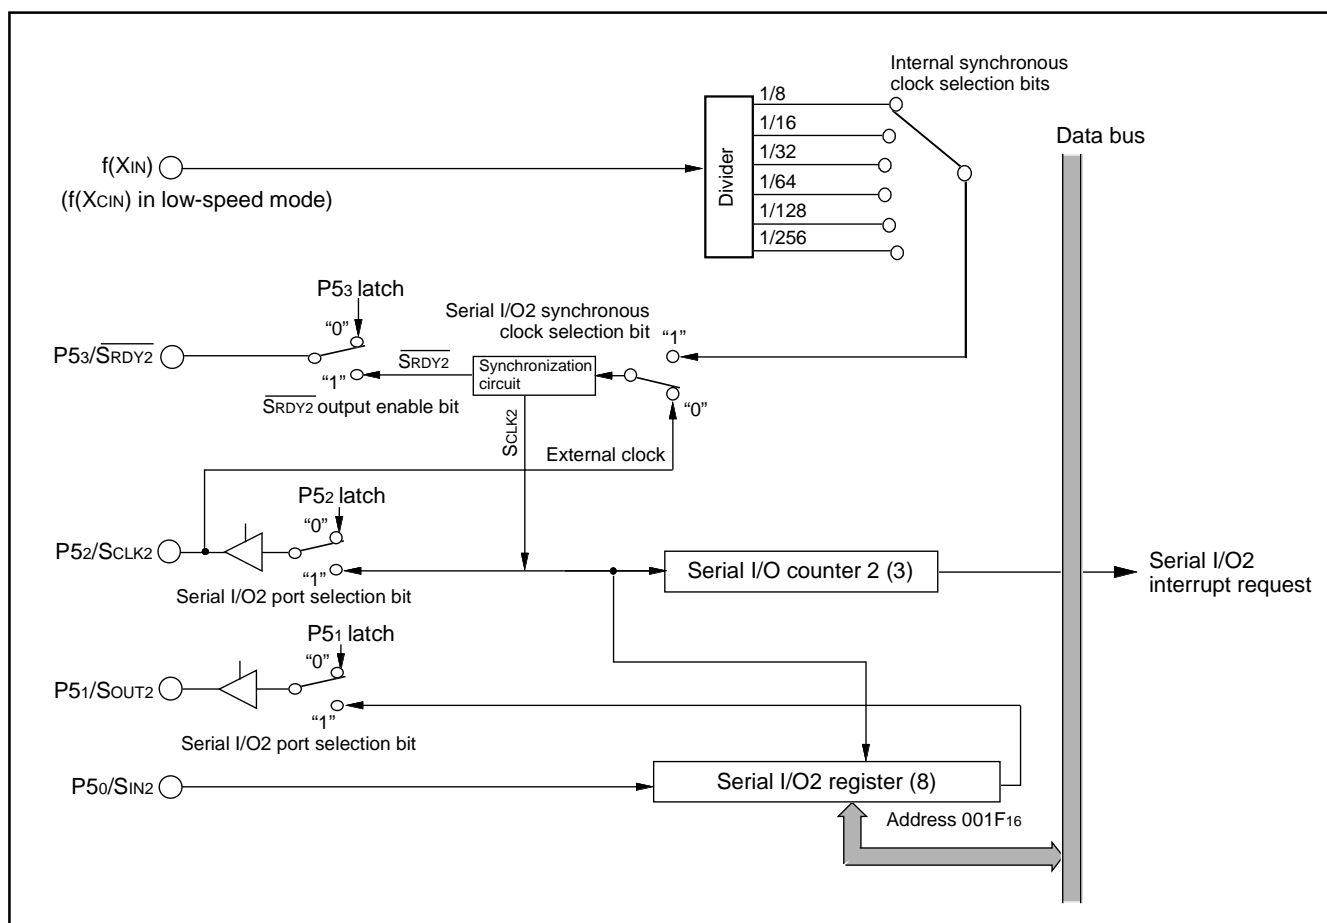 Internal synchronous
clock selection bits
1/8
1/16
1/32
1/64
1/128
1/256
Divider
Data bus
f(XIN)
(f(XCIN) in low-speed mode)
P53 latch
“0”
P53/SRDY2
“1”
SRDY2 output enable bit
Serial I/O2 synchronous
clock selection bit
“1”
SRDY2
Synchronization
circuit
“0”
SCLK2
External clock
P52 latch
“0”
P52/SCLK2
“1”
Serial I/O2 port selection bit
Serial I/O counter 2 (3)
Serial I/O2
interrupt request
P51 latch
“0”
P51/SOUT2
“1”
Serial I/O2 port selection bit
P50/SIN2
Serial I/O2 register (8)
Address 001F16